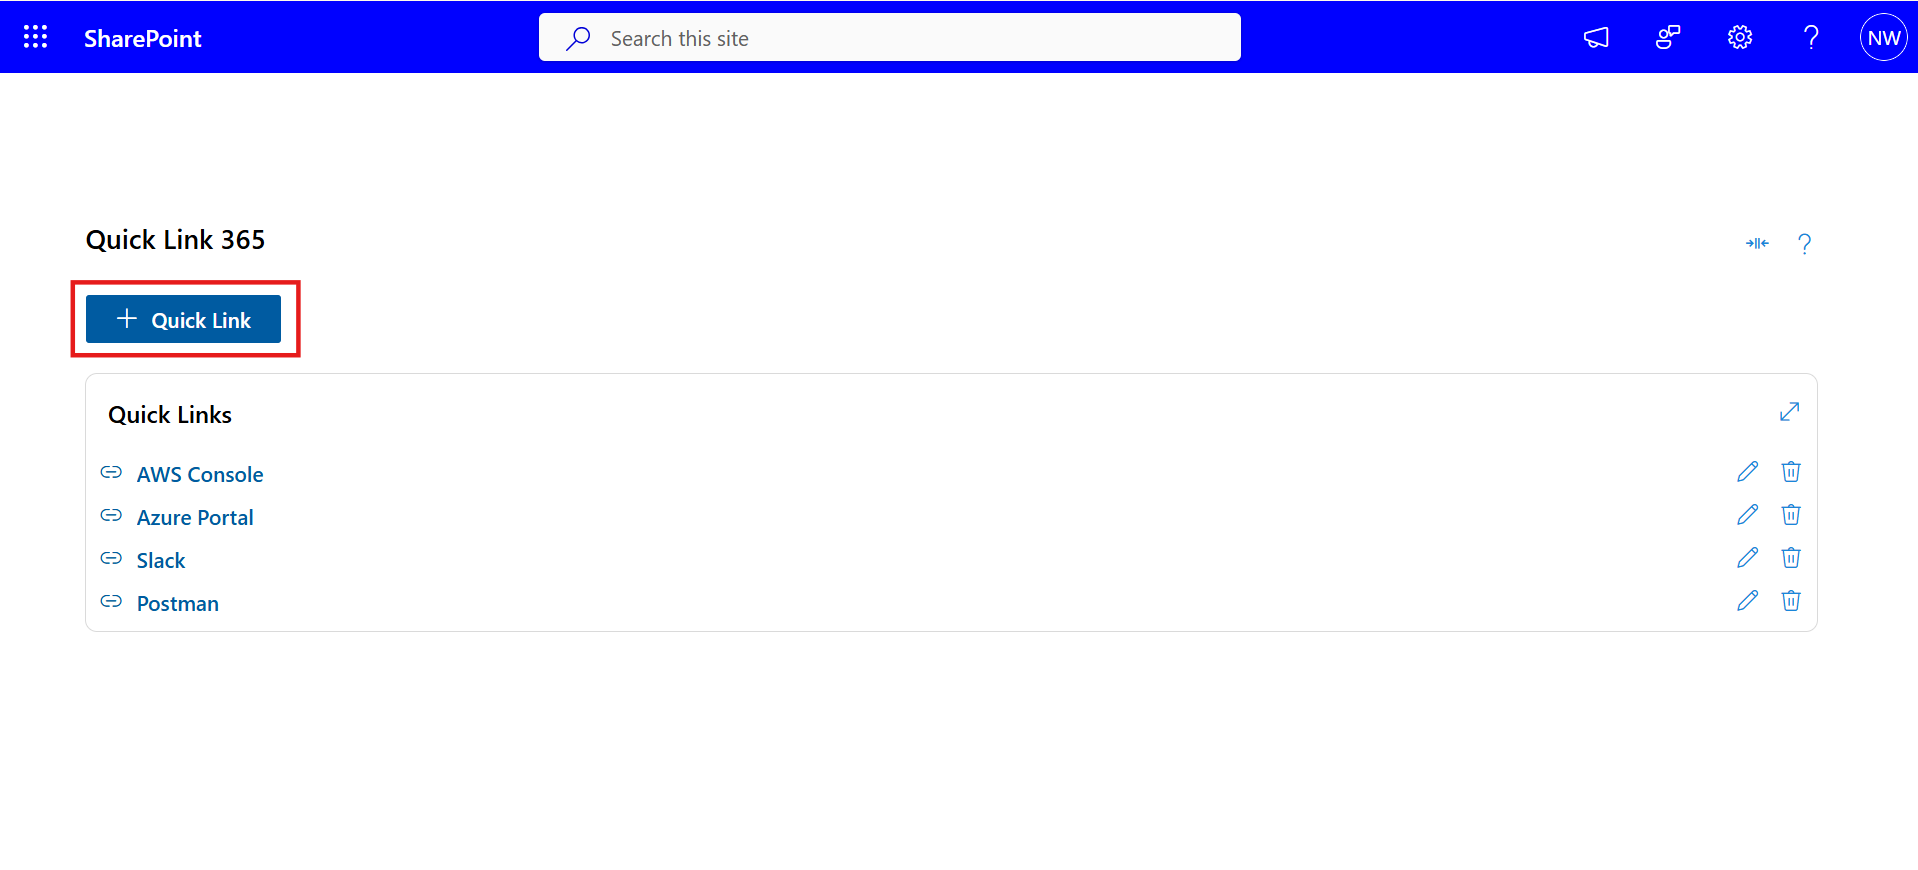 SharePoint
Search this site
NW
Quick Link 365
Quick Link
Quick Links
AWS Console
Azure Portal
Slack
Postman